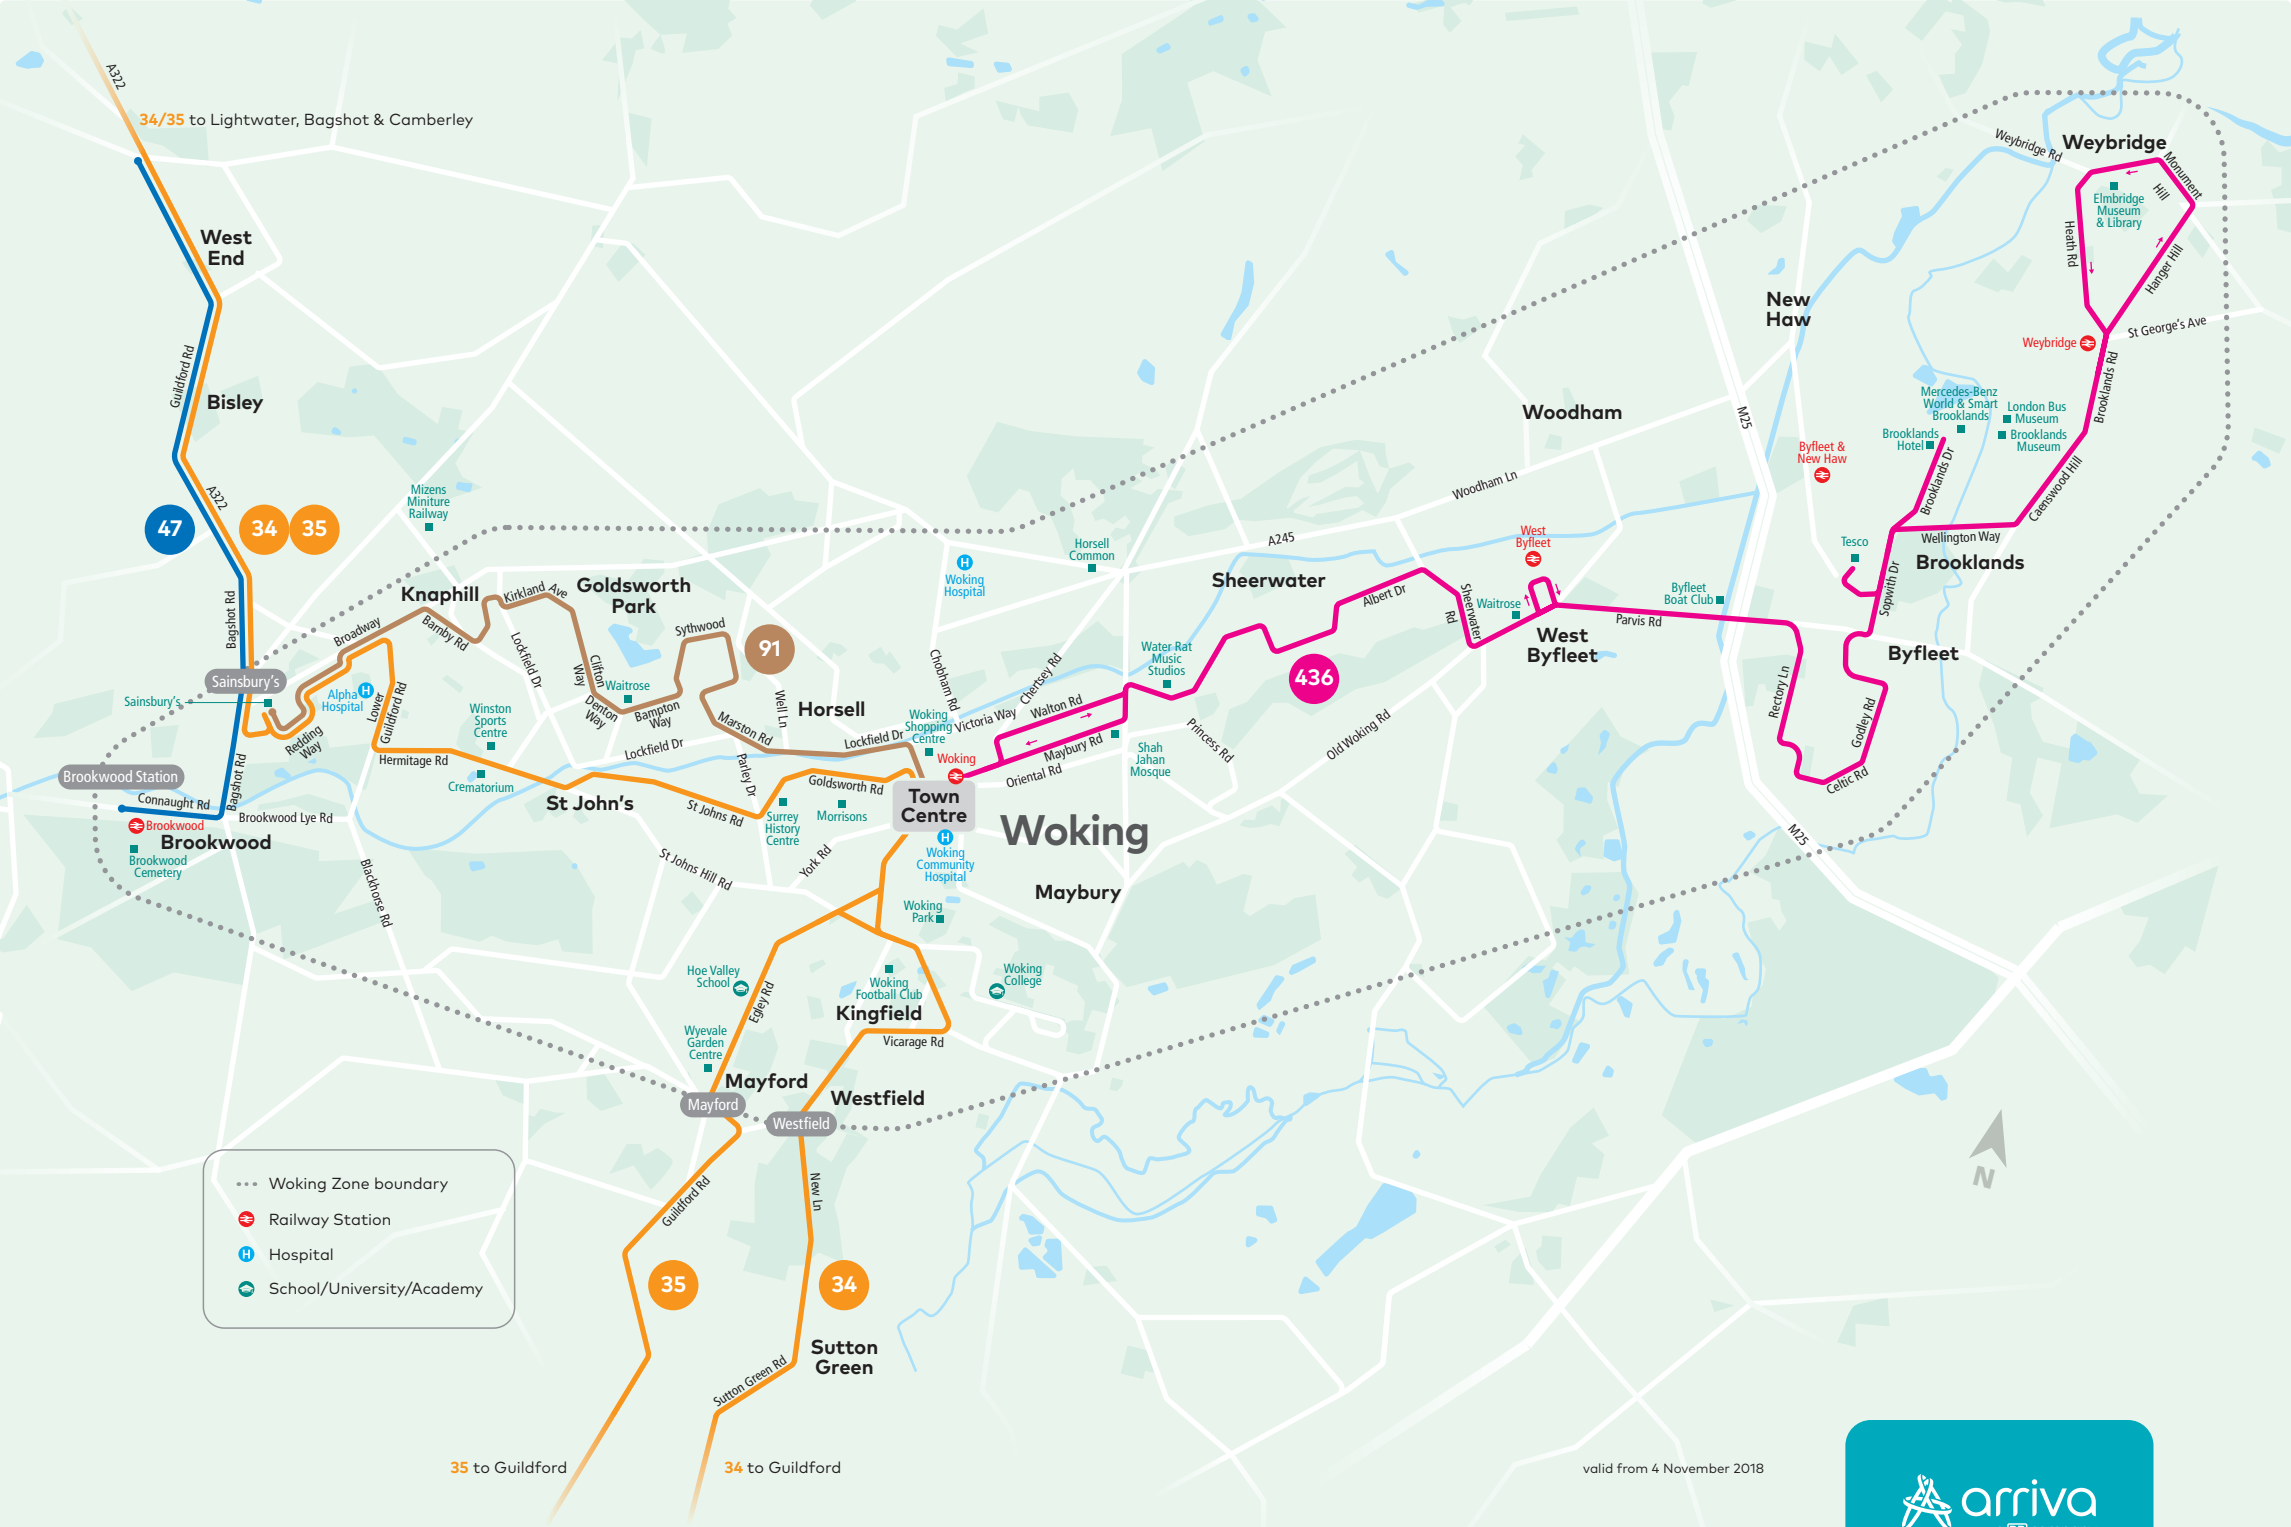 A322
34/35 to Lightwater, Bagshot & Camberley
West
End
Guildford Rd
Bisley
A322
47
34
35
Bagshot Rd
Mizens
Miniture
Railway
Knaphill
Kirkland Ave
Goldsworth
Park
Broadway
Barnby Rd
Lockfield Dr
Clifton
Way
Sythwood
91
Sainsbury's
Sainsbury's
Alpha
Hospital
Lower
Guildford Rd
Redding
Way
Waitrose
Denton
Way
Bampton
Way
Marston Rd
Well Ln
Horsell
Winston
Sports
Centre
Hermitage Rd
Crematorium
Lockfield Dr
Lockfield Dr
Parley Dr
Brookwood Station
Connaught Rd
Bagshot Rd
Brookwood Lye Rd
Brookwood
Brookwood
Brookwood
Cemetery
Blackhorse Rd
St John's
St Johns Rd
Goldsworth Rd
Surrey
History
Centre
Morrisons
St Johns Hill Rd
York Rd
Woking
Hospital
Chobham Rd
Woking
Shopping
Centre
Victoria Way
Chertsey Rd
Walton Rd
Maybury Rd
Oriental Rd
Woking
Town
Centre
Woking
Woking
Community
Hospital
Maybury
Woking
Park
Horsell
Common
A245
Woodham Ln
Woodham
Sheerwater
Water Rat
Music
Studios
Shah
Jahan
Mosque
Princess Rd
Old Woking Rd
436
Albert Dr
Sheerwater
Rd
West
Byfleet
Waitrose
West
Byfleet
Parvis Rd
Byfleet
Boat Club
M25
New
Haw
Byfleet &
New Haw
Rectory Ln
Godley Rd
Celtic Rd
M25
Byfleet
Tesco
Sopwith Dr
Brooklands
Wellington Way
Brooklands Dr
Brooklands
Hotel
Mercedes-Benz
World & Smart
Brooklands
London Bus
Museum
Brooklands
Museum
Caenswood Hill
Brooklands Rd
Weybridge
St George's Ave
Weybridge Rd
Weybridge
Monument
Hill
Elmbridge
Museum
& Library
Heath Rd
Hanger Hill
Hoe Valley
School
Egley Rd
Woking
Football Club
Kingfield
Woking
College
Vicarage Rd
Wyevale
Garden
Centre
Mayford
Mayford
Westfield
Westfield
Guildford Rd
New Ln
35
34
Sutton
Green
Sutton Green Rd
35 to Guildford
34 to Guildford
Woking Zone boundary
Railway Station
H Hospital
School/University/Academy
N
valid from 4 November 2018
arriva